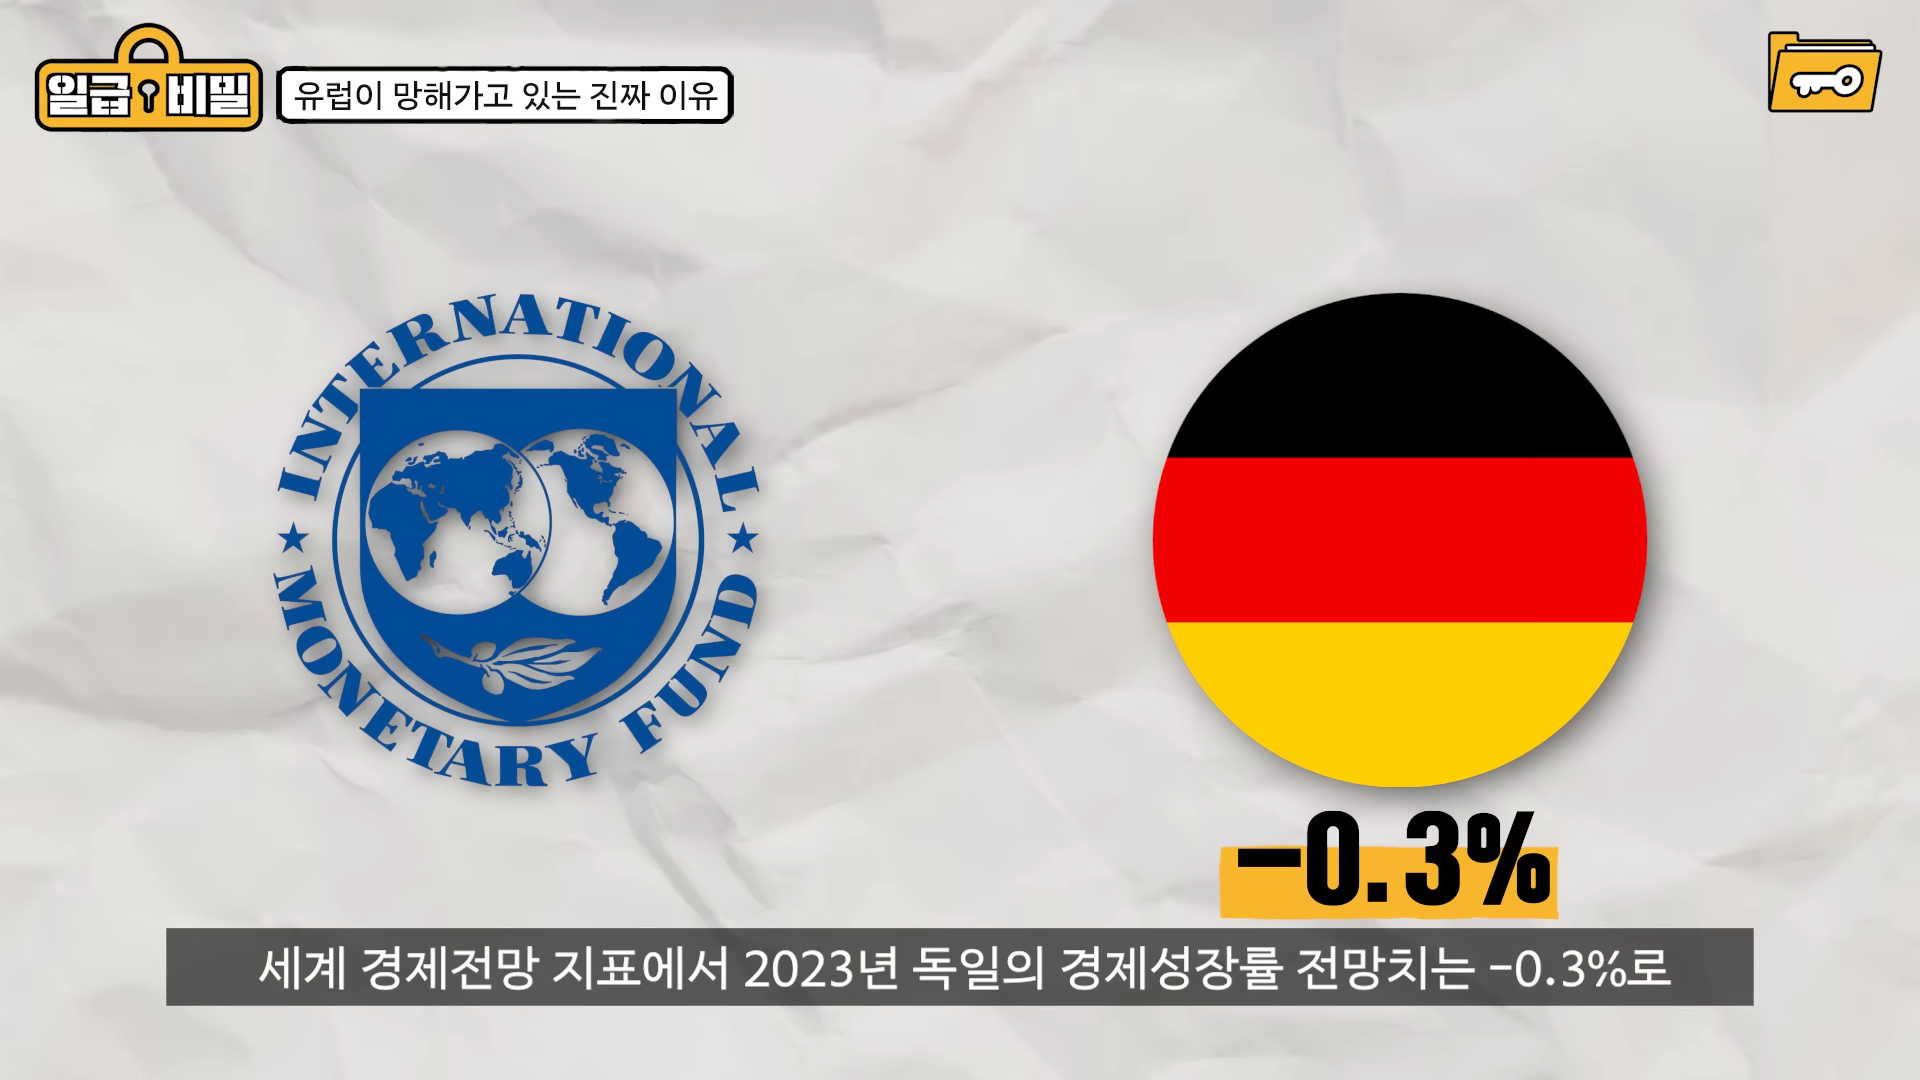 일급 비밀
유럽이 망해가고 있는 진짜 이유
INTERNATIONAL
MONETARY FUND
-0.3%
세계 경제전망 지표에서 2023년 독일의 경제성장률 전망치는 -0.3%로